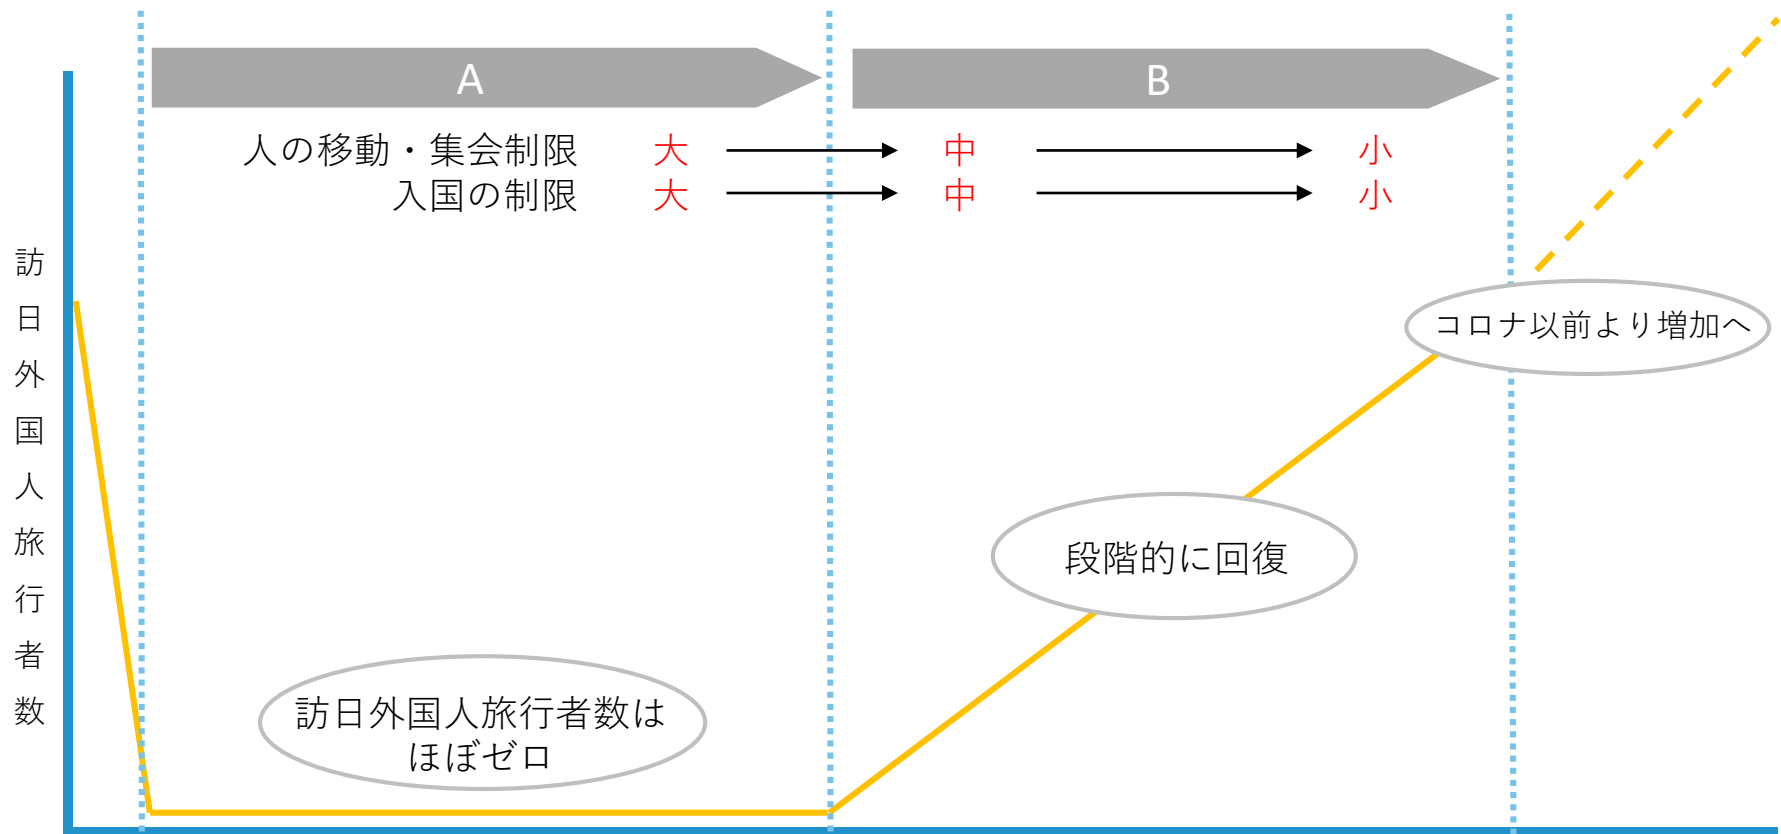 A
B
人の移動・集会制限 大 中 小
入国の制限 大 中 小
訪日外国人旅行者数
コロナ以前より増加へ
段階的に回復
訪日外国人旅行者数は
ほぼゼロ